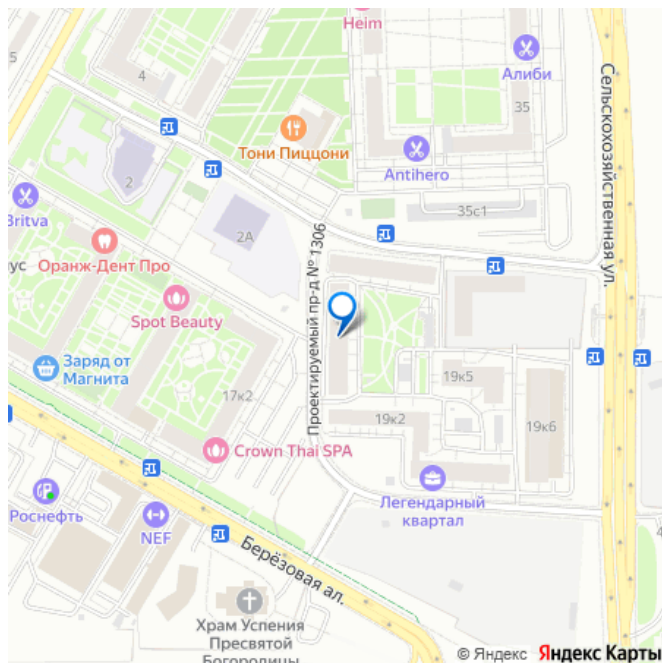 Heim
Алиби
4
35
Сельскохозяйственная ул.
Тони Пиццони
Antihero
2
Britva
35с1
2А
Оранж-Дент Про
Проектируемый пр-д № 1306
Spot Beauty
Заряд от
Магнита
17к2
19к5
19к2
19к6
Crown Thai SPA
Роснефть
NEF
Легендарный
квартал
Берёзовая ал.
Храм Успения
Пресвятой
Богородицы
© Яндекс Яндекс Карты